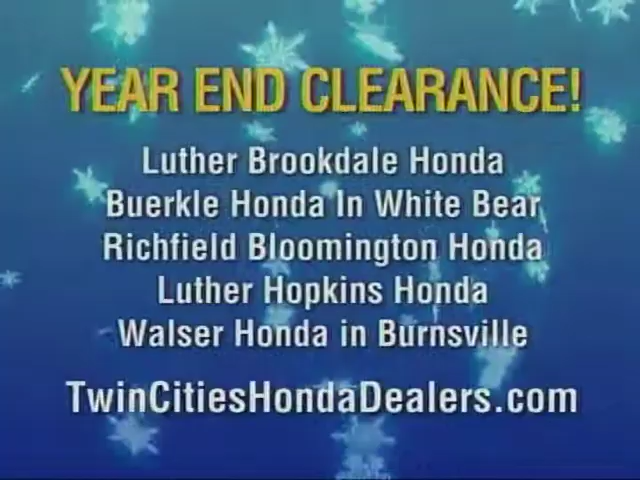 YEAR END CLEARANCE!
Luther Brookdale Honda
Buerkle Honda In White Bear
Richfield Bloomington Honda
Luther Hopkins Honda
Walser Honda in Burnsville
TwinCitiesHondaDealers.com